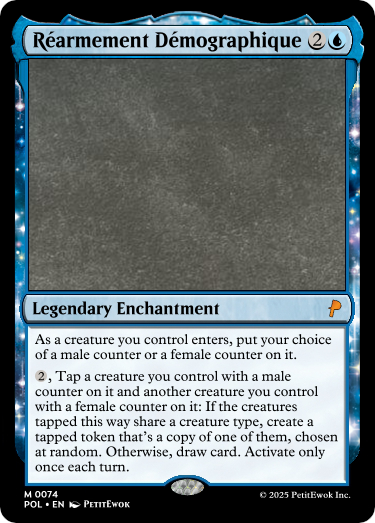 Réarmement Démographique 2
Legendary Enchantment
As a creature you control enters, put your choice
of a male counter or a female counter on it.
2, Tap a creature you control with a male
counter on it and another creature you control
with a female counter on it: If the creatures
tapped this way share a creature type, create a
tapped token that's a copy of one of them, chosen
at random. Otherwise, draw card. Activate only
once each turn.
M 0074
POL • EN PetitEwok
© 2025 PetitEwok Inc.